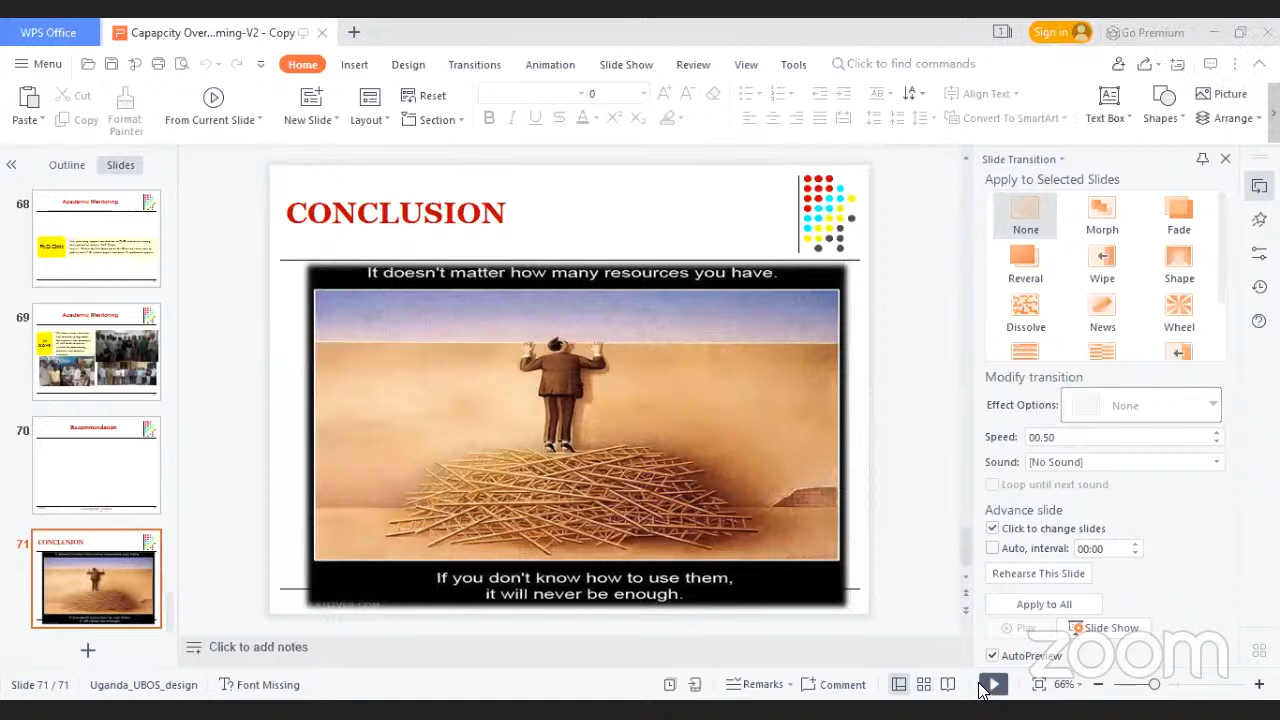 WPS Office
Capapcity Over...ming-V2 - Copy
1
Sign in
Go Premium
Menu
Home
Insert
Design
Transitions
Animation
Slide Show
Review
View
Tools
Click to find commands
Paste
Cut
Copy
Format
Painter
From Current Slide
New Slide
Layout
Reset
Section
0
Align Text
Convert To SmartArt
Text Box
Shapes
Picture
Arrange
Outline
Slides
68
Academic Mentoring
69
Academic Mentoring
70
Recommendation
71
CONCLUSION
CONCLUSION
It doesn't matter how many resources you have.
If you don't know how to use them,
it will never be enough.
Click to add notes
Slide Transition
Apply to Selected Slides
None
Morph
Fade
Reveral
Wipe
Shape
Dissolve
News
Wheel
Modify transition
Effect Options:
None
Speed:
00.50
Sound:
[No Sound]
Loop until next sound
Advance slide
Click to change slides
Auto, interval:
00:00
Rehearse This Slide
Apply to All
Play
Slide Show
AutoPreview
zoom
Slide 71 / 71
Uganda_UBOS_design
Font Missing
Remarks
Comment
66%